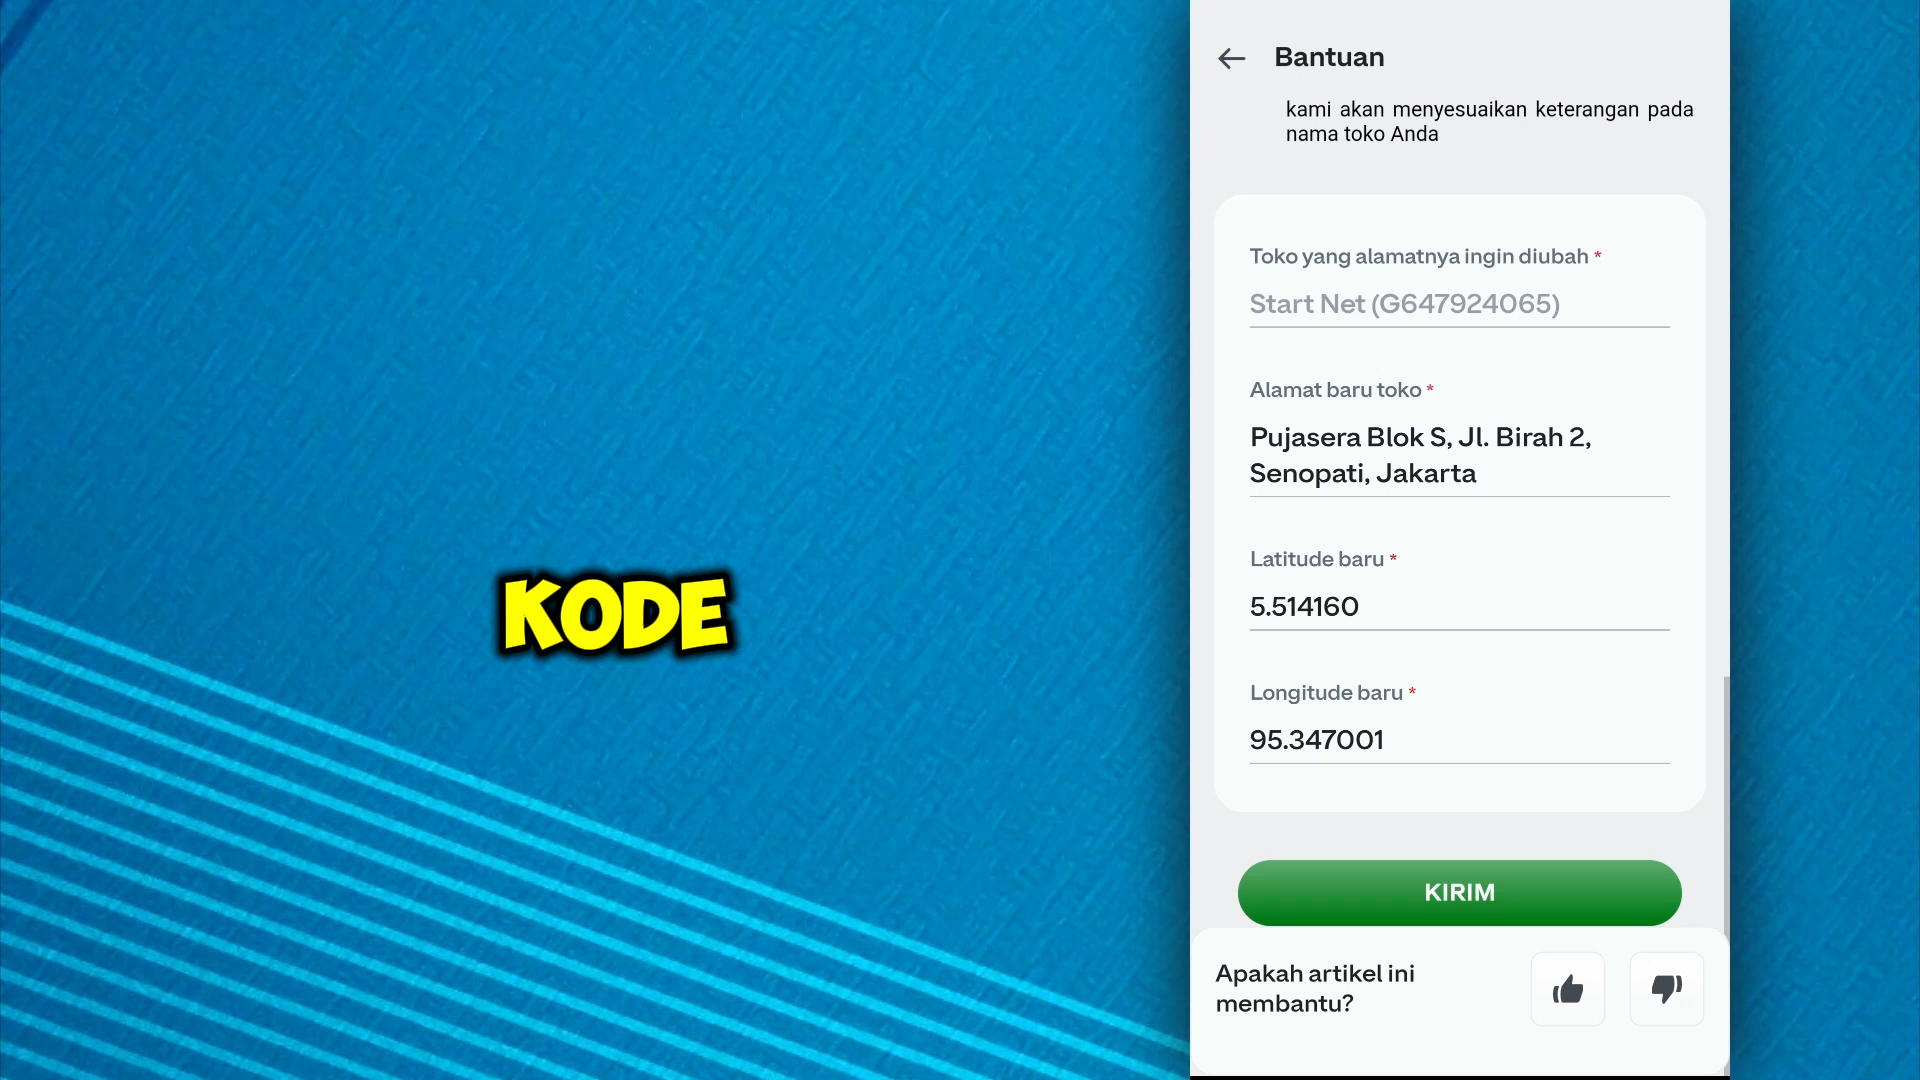 KODE
Bantuan
kami akan menyesuaikan keterangan pada
nama toko Anda
Toko yang alamatnya ingin diubah *
Start Net (G647924065)
Alamat baru toko *
Pujasera Blok S, Jl. Birah 2,
Senopati, Jakarta
Latitude baru *
5.514160
Longitude baru *
95.347001
KIRIM
Apakah artikel ini
membantu?